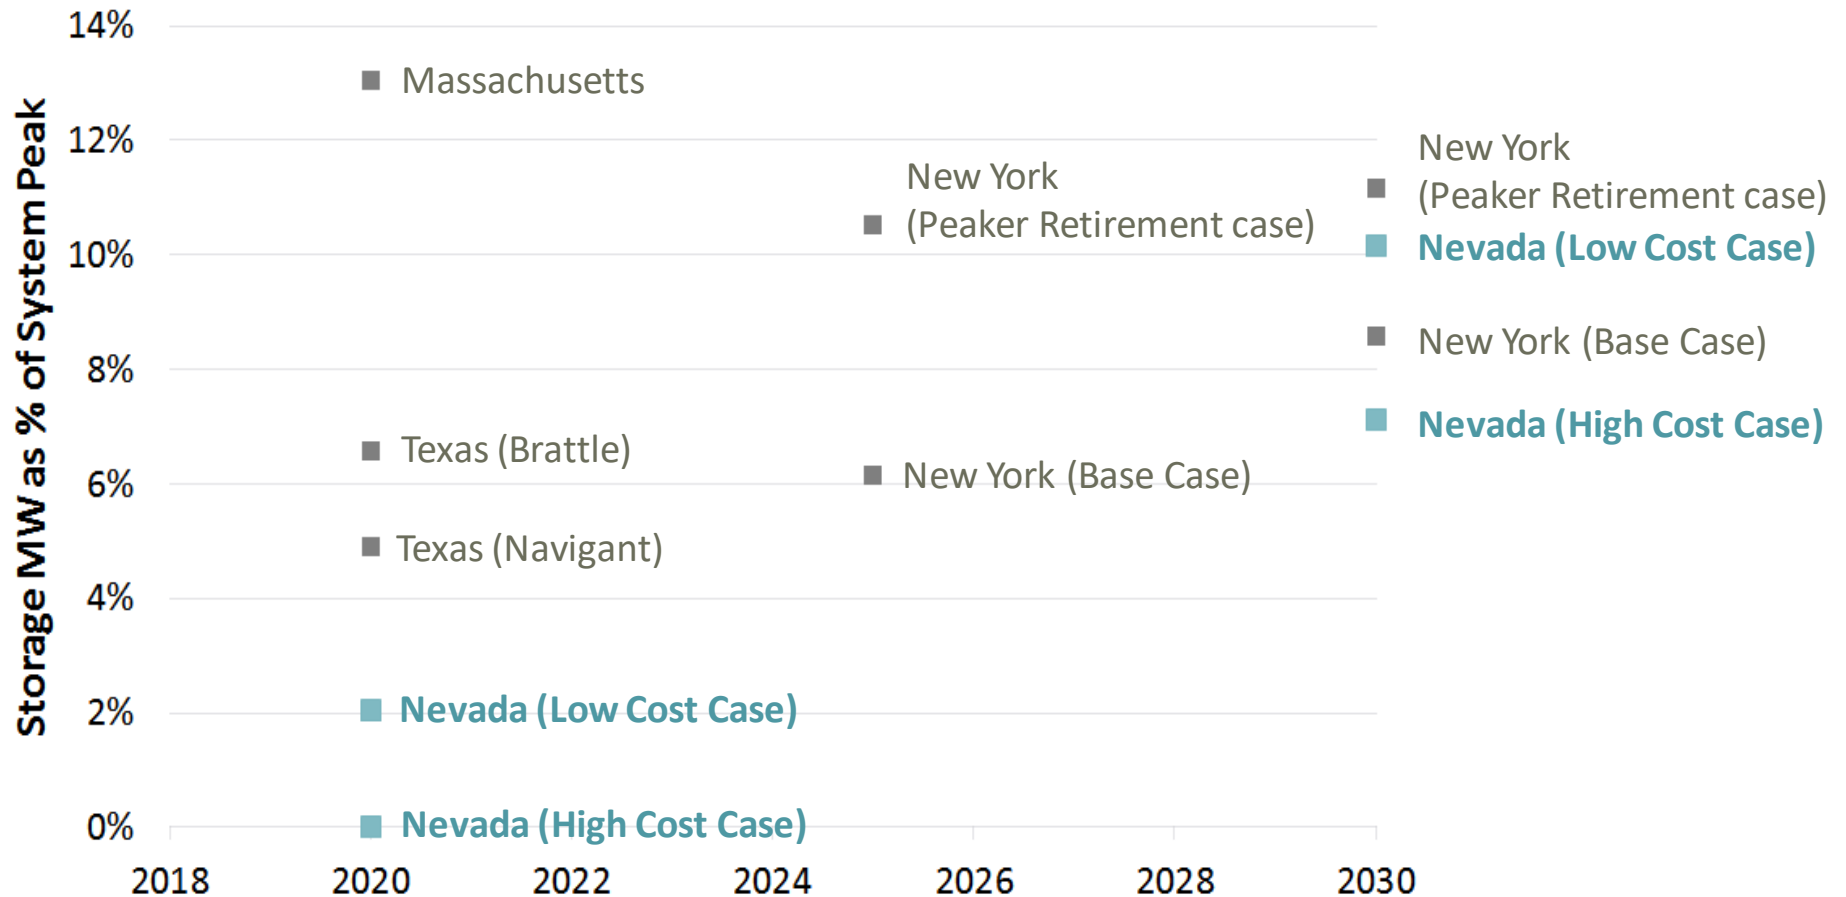 Storage MW as % of System Peak
14%
12%
10%
8%
6%
4%
2%
0%
Massachusetts
New York
(Peaker Retirement case)
New York
(Peaker Retirement case)
Nevada (Low Cost Case)
New York (Base Case)
Nevada (High Cost Case)
Texas (Brattle)
New York (Base Case)
Texas (Navigant)
Nevada (Low Cost Case)
Nevada (High Cost Case)
2018
2020
2022
2024
2026
2028
2030